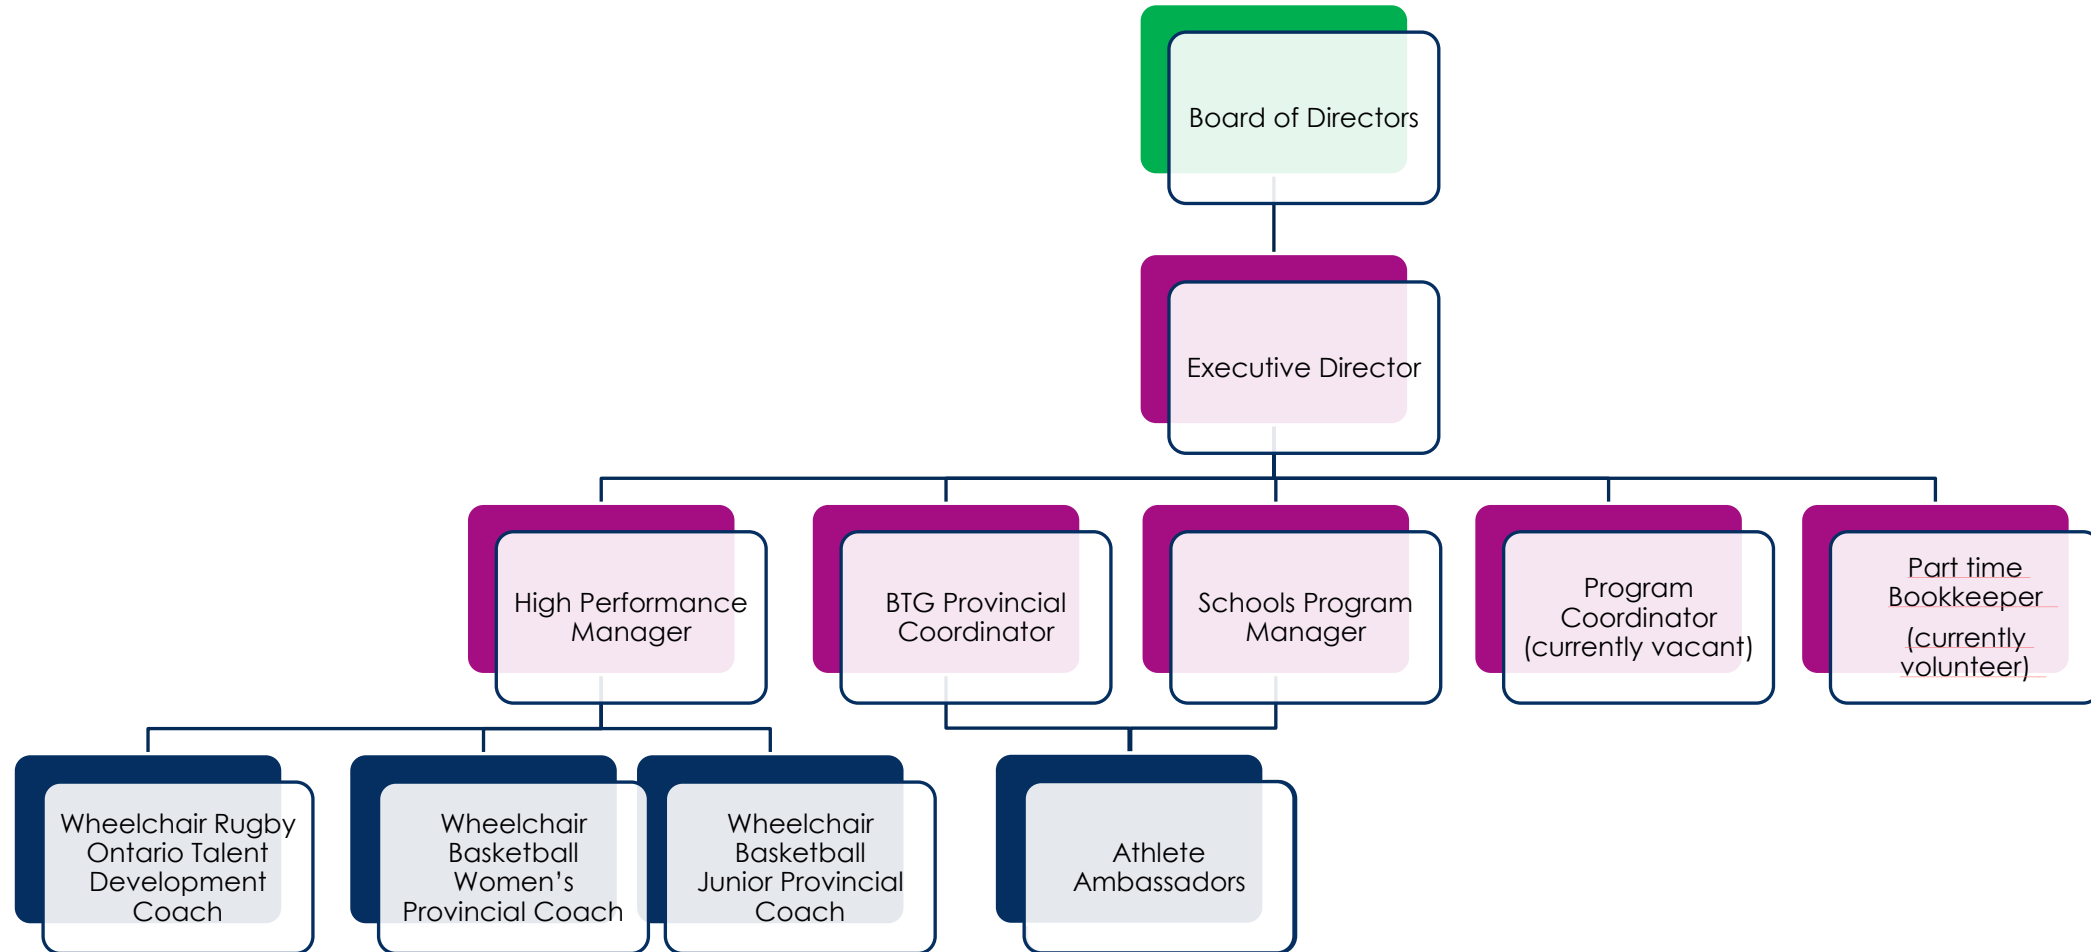 Board of Directors
Executive Director
High Performance
Manager
BTG Provincial
Coordinator
Schools Program
Manager
Program
Coordinator
(currently vacant)
Part time
Bookkeeper
(currently
volunteer)
Wheelchair Rugby
Ontario Talent
Development
Coach
Wheelchair
Basketball
Women’s
Provincial Coach
Wheelchair
Basketball
Junior Provincial
Coach
Athlete
Ambassadors